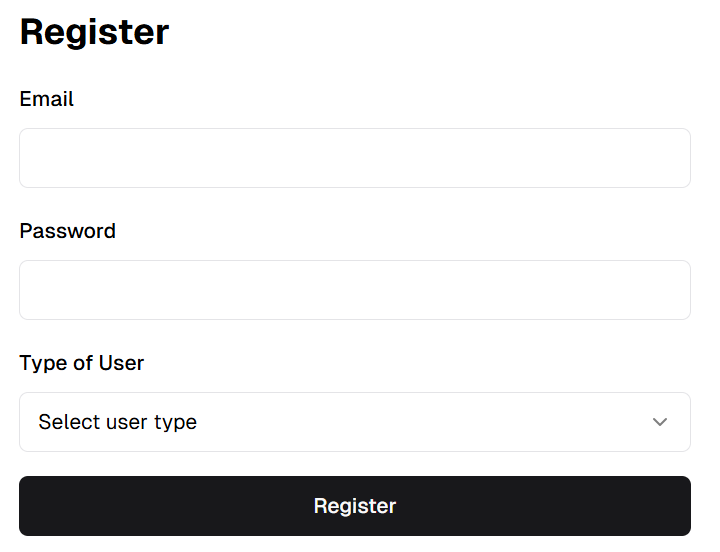 Register
Email
Password
Type of User
Select user type
Register